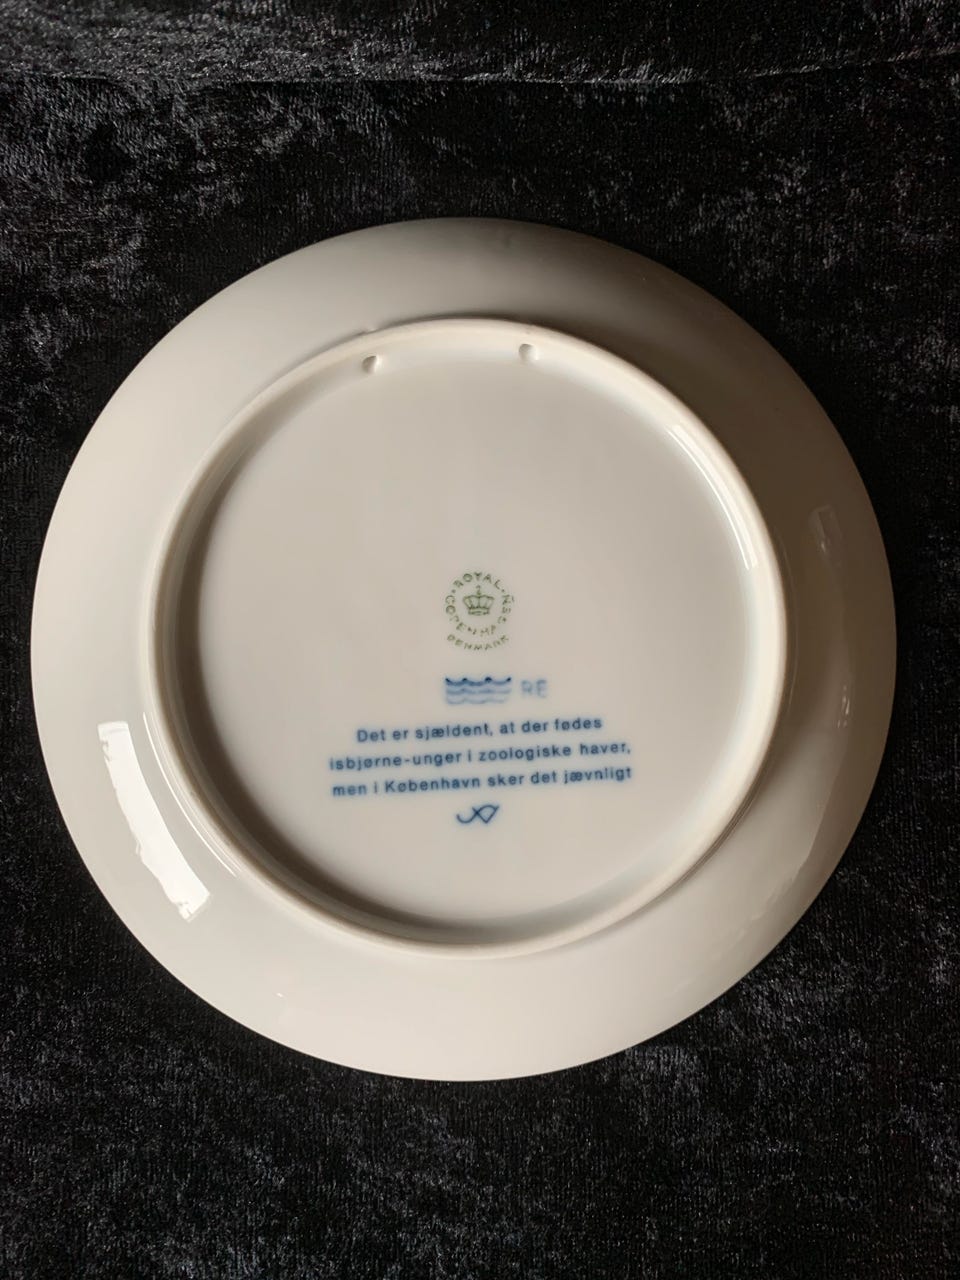 ROYAL COPENHAGEN
DENMARK
RE
Det er sjældent, at der fødes
isbjørne-unger i zoologiske haver,
men i København sker det jævnligt